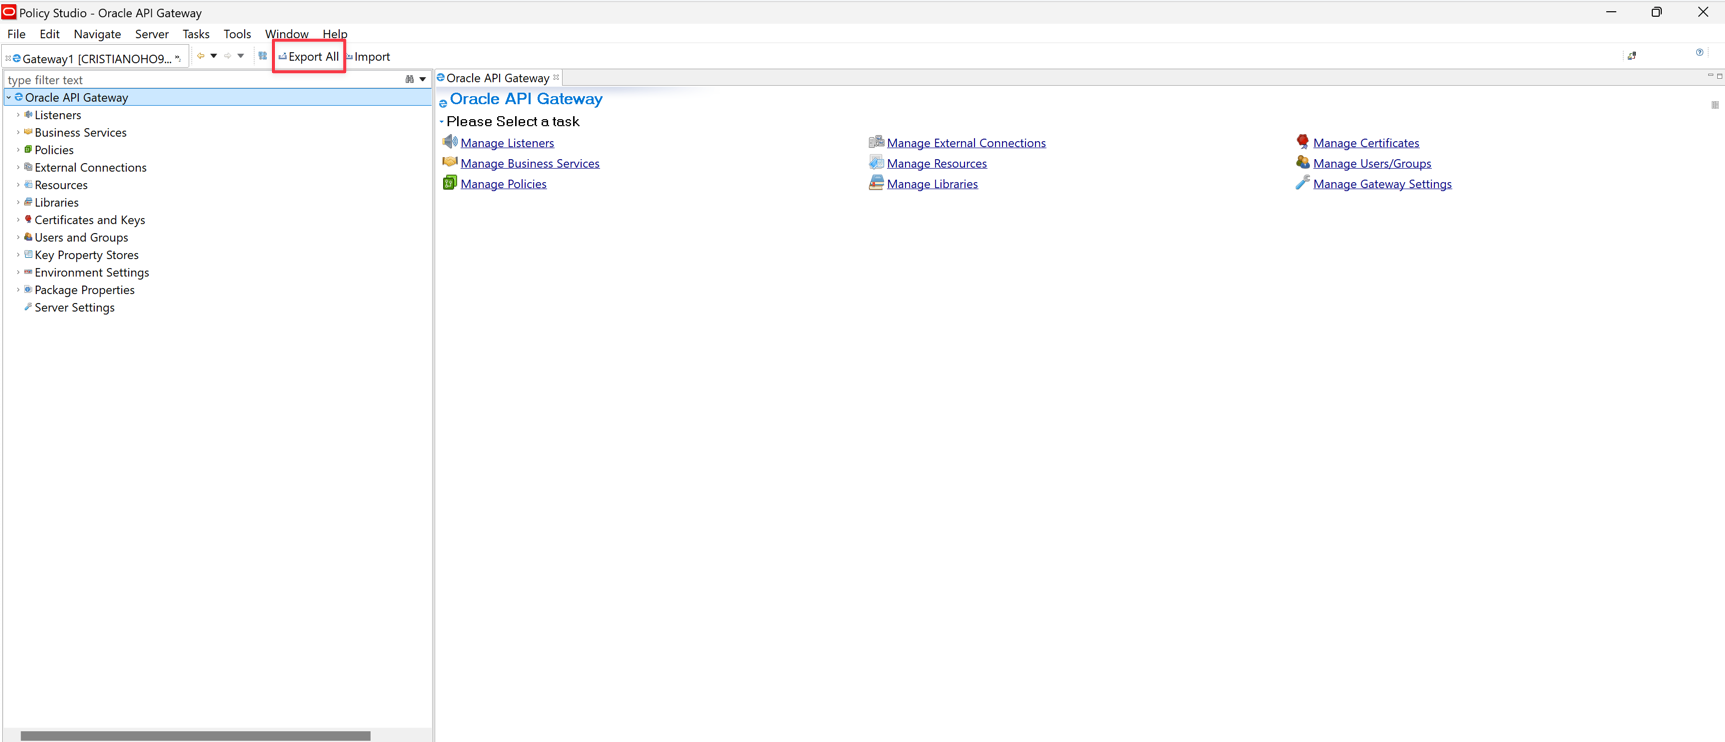 Policy Studio - Oracle API Gateway
File Edit Navigate Server Tasks Tools Window Help
Gateway1 [CRISTIANOHO9... Export All Import
type filter text
Oracle API Gateway
Listeners
Business Services
Policies
External Connections
Resources
Libraries
Certificates and Keys
Users and Groups
Key Property Stores
Environment Settings
Package Properties
Server Settings
Oracle API Gateway
Oracle API Gateway
Please Select a task
Manage Listeners Manage External Connections Manage Certificates
Manage Business Services Manage Resources Manage Users/Groups
Manage Policies Manage Libraries Manage Gateway Settings